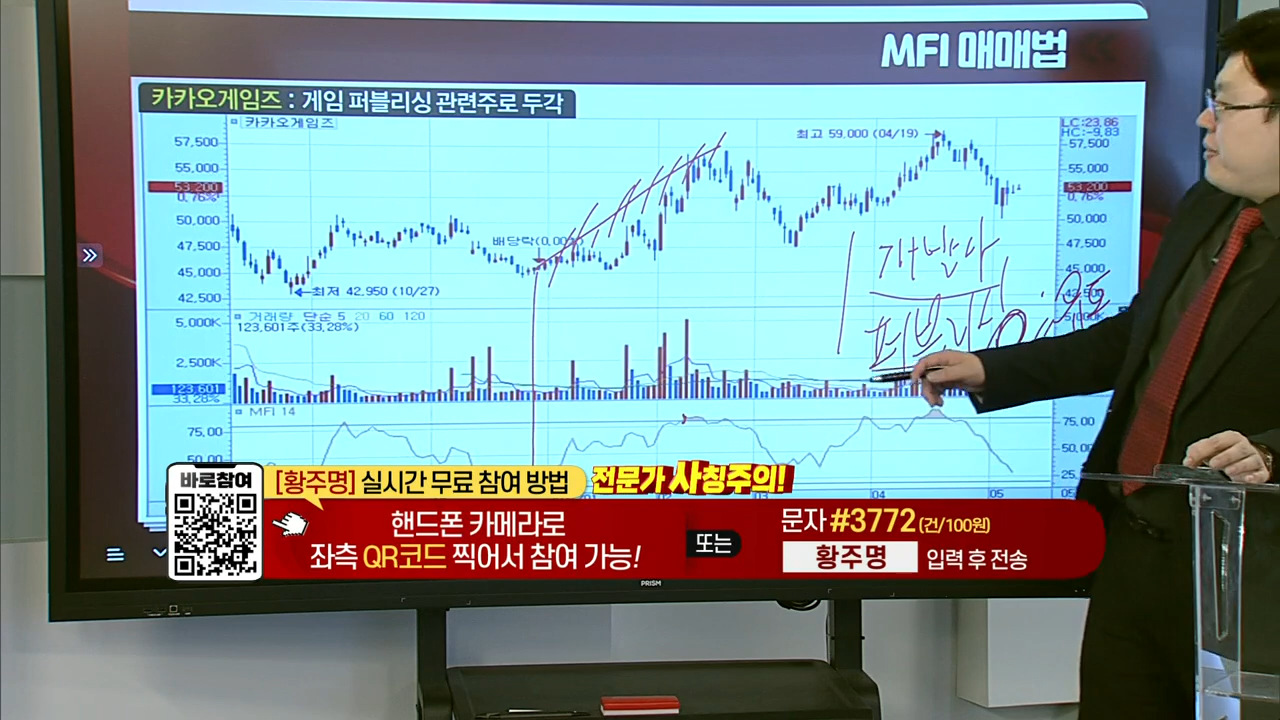 MFI 매매법
카카오게임즈 : 게임 퍼블리싱 관련주로 두각
카카오게임즈
LC:23.86
HC:-9.83
최고 59,000 (04/19)
57,500
55,000
53,200
0.76%
50,000
47,500
45,000
42,500
57,500
55,000
53,200
0.76%
50,000
47,500
45,000
배당락
최저 42,950 (10/27)
개발사
퍼블리싱
거래량 단순 5 20 60 120
123,601주(33.28%)
5,000K
2,500K
123,601
33.28%
MFI 14
75.00
50.00
75.00
50.00
03
04
05
바로참여
[황주명] 실시간 무료 참여 방법
전문가 사칭주의!
핸드폰 카메라로
좌측 QR코드 찍어서 참여 가능!
또는
문자 #3772 (건/100원)
황주명 입력 후 전송
PRISM